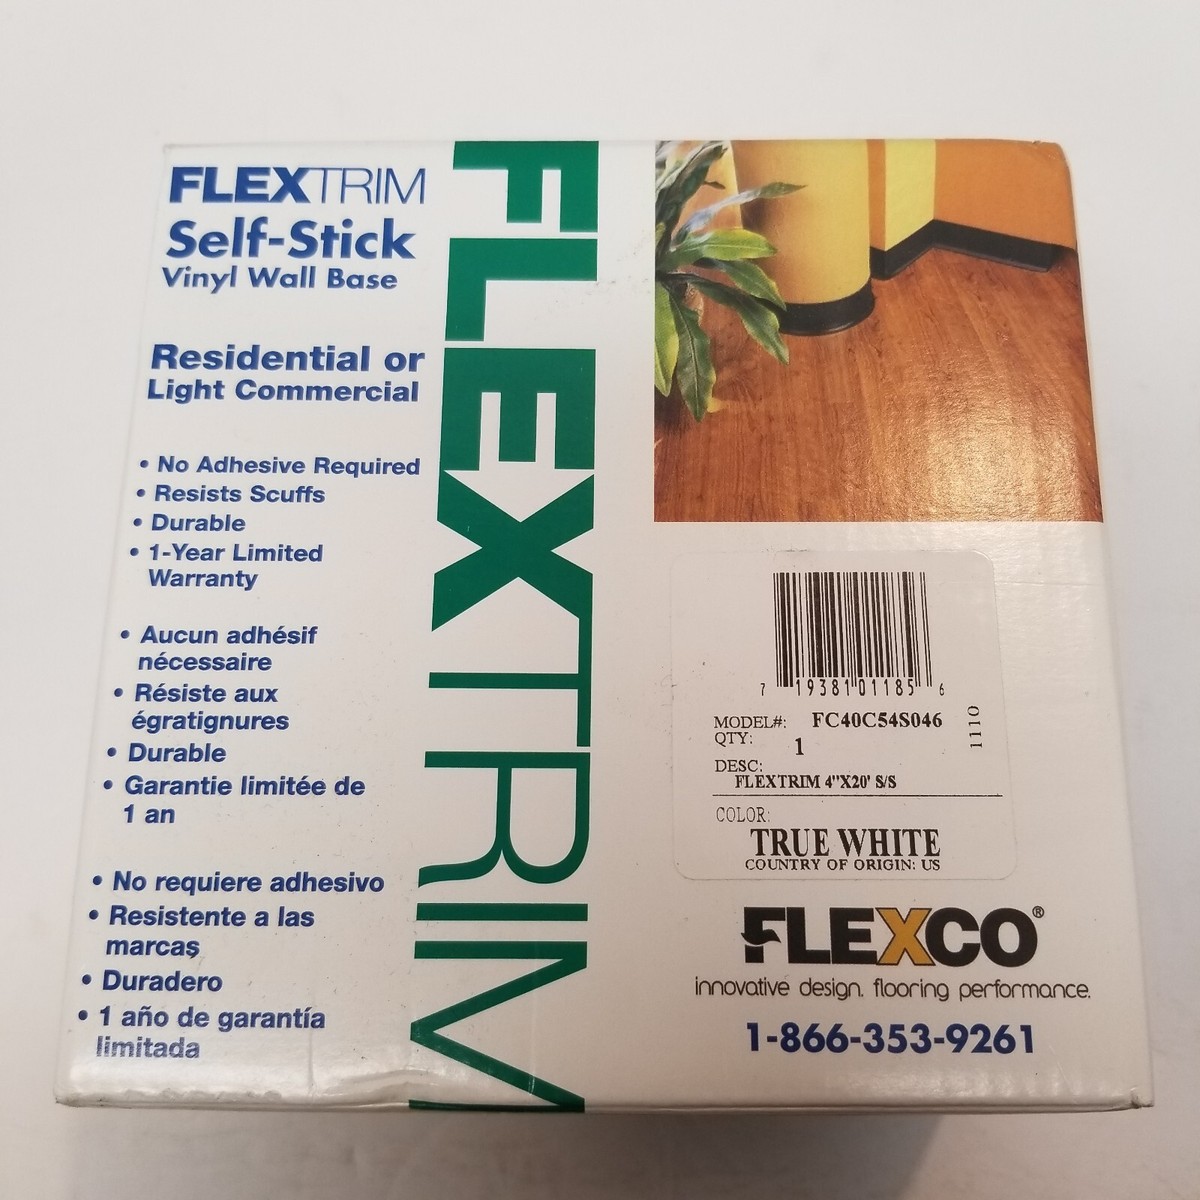 FLEXTRIM
Self-Stick
Vinyl Wall Base
Residential or
Light Commercial
• No Adhesive Required
• Resists Scuffs
• Durable
• 1-Year Limited
Warranty
• Aucun adhésif
nécessaire
• Résiste aux
égratignures
• Durable
• Garantie limitée de
1 an
• No requiere adhesivo
• Resistente a las
marcas
• Duradero
• 1 año de garantía
limitada
FLEXTRIM
7 19381 01185 6
MODEL#: FC40C54S046
QTY: 1
1110
DESC:
FLEXTRIM 4"X20' S/S
COLOR:
TRUE WHITE
COUNTRY OF ORIGIN: US
FLEXCO®
innovative design. flooring performance.
1-866-353-9261